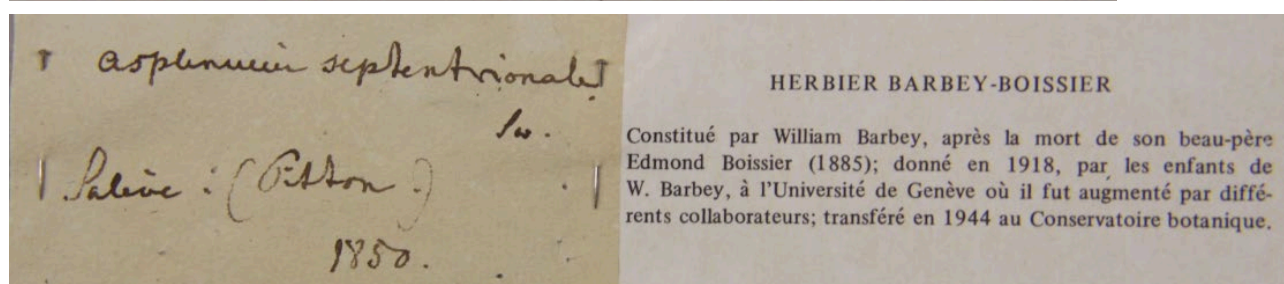 asplenium septentrionale
Sw.
Salève : (Pitton.)
1850.
HERBIER BARBEY-BOISSIER
Constitué par William Barbey, après la mort de son beau-père
Edmond Boissier (1885); donné en 1918, par les enfants de
W. Barbey, à l'Université de Genève où il fut augmenté par diffé-
rents collaborateurs; transféré en 1944 au Conservatoire botanique.